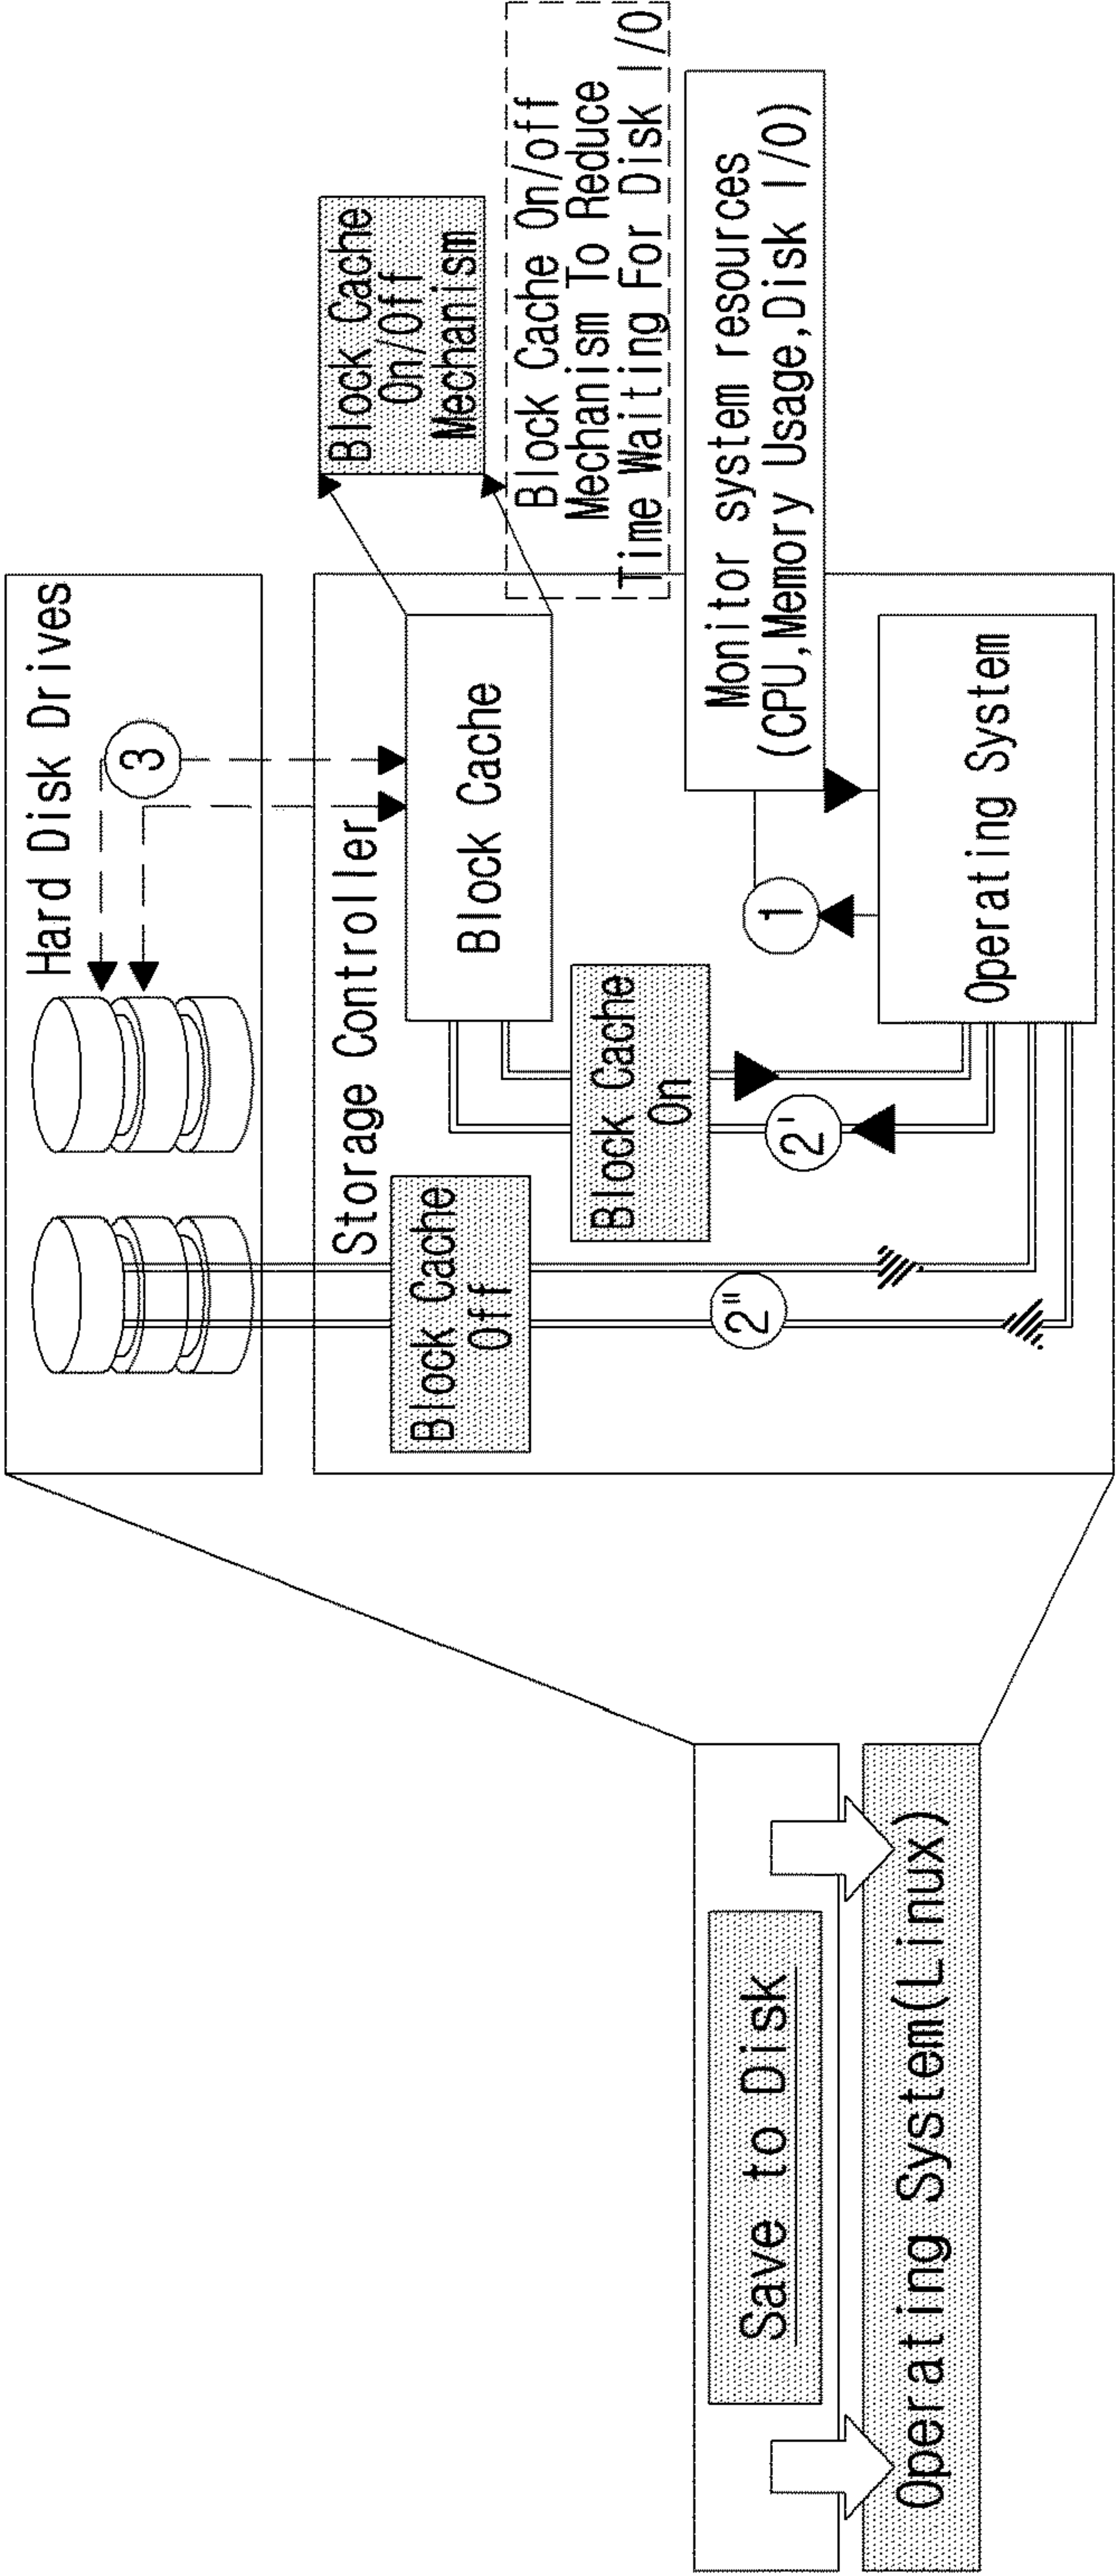 Hard Disk Drives
3
Storage Controller
Block Cache
Off
Block Cache
On
Block Cache
Block Cache
On/Off
Mechanism
Block Cache On/off
Mechanism To Reduce
Time Waiting For Disk I/O
Monitor system resources
(CPU,Memory Usage,Disk I/O)
2"
2'
1
Operating System
Save to Disk
Operating System(Linux)